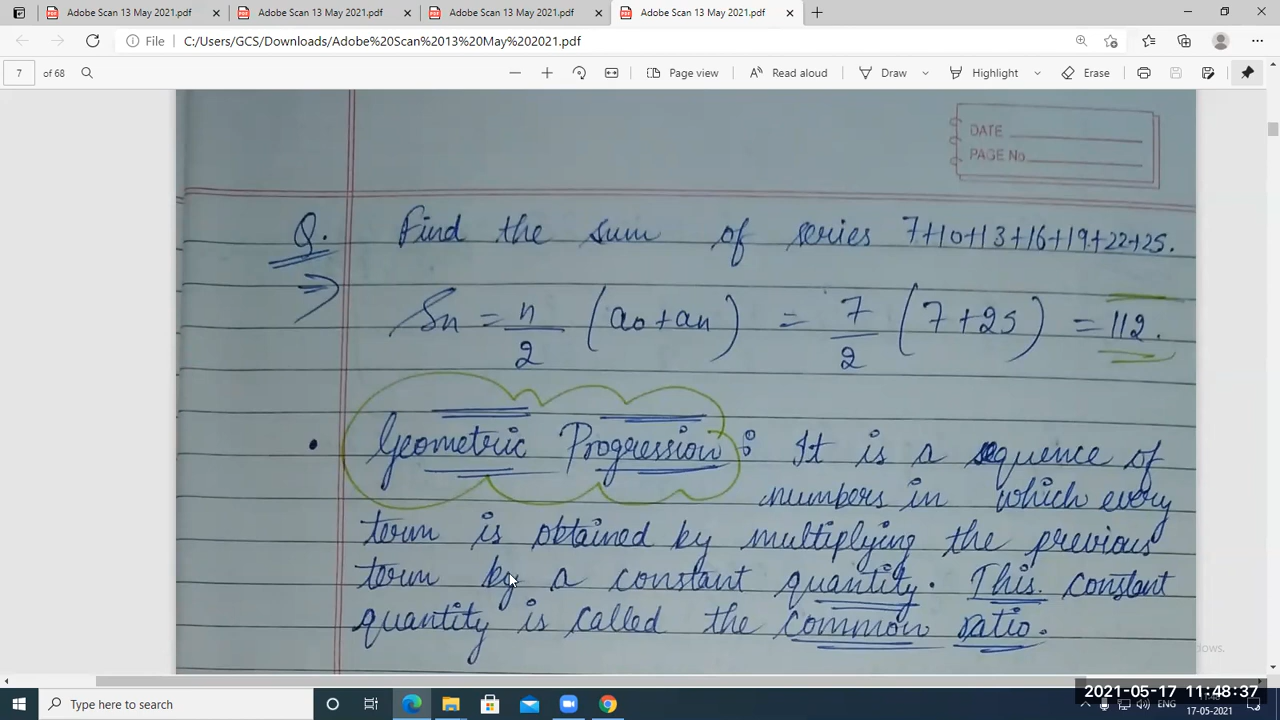 Adobe Scan 13 May 2021.pdf
Adobe Scan 13 May 2021.pdf
Adobe Scan 13 May 2021.pdf
Adobe Scan 13 May 2021.pdf
File
C:/Users/GCS/Downloads/Adobe%20Scan%2013%20May%202021.pdf
7 of 68
Page view
Read aloud
Draw
Highlight
Erase
DATE
PAGE No
Q. Find the sum of series 7+10+13+16+19+22+25.
⇒ Sn = n/2 (a0+an) = 7/2 (7+25) = 112.
• Geometric Progression : It is a sequence of
numbers in which every
term is obtained by multiplying the previous
term by a constant quantity. This constant
quantity is called the common ratio.
dows.
2021-05-17 11:48:37
Type here to search
ENG
17-05-2021